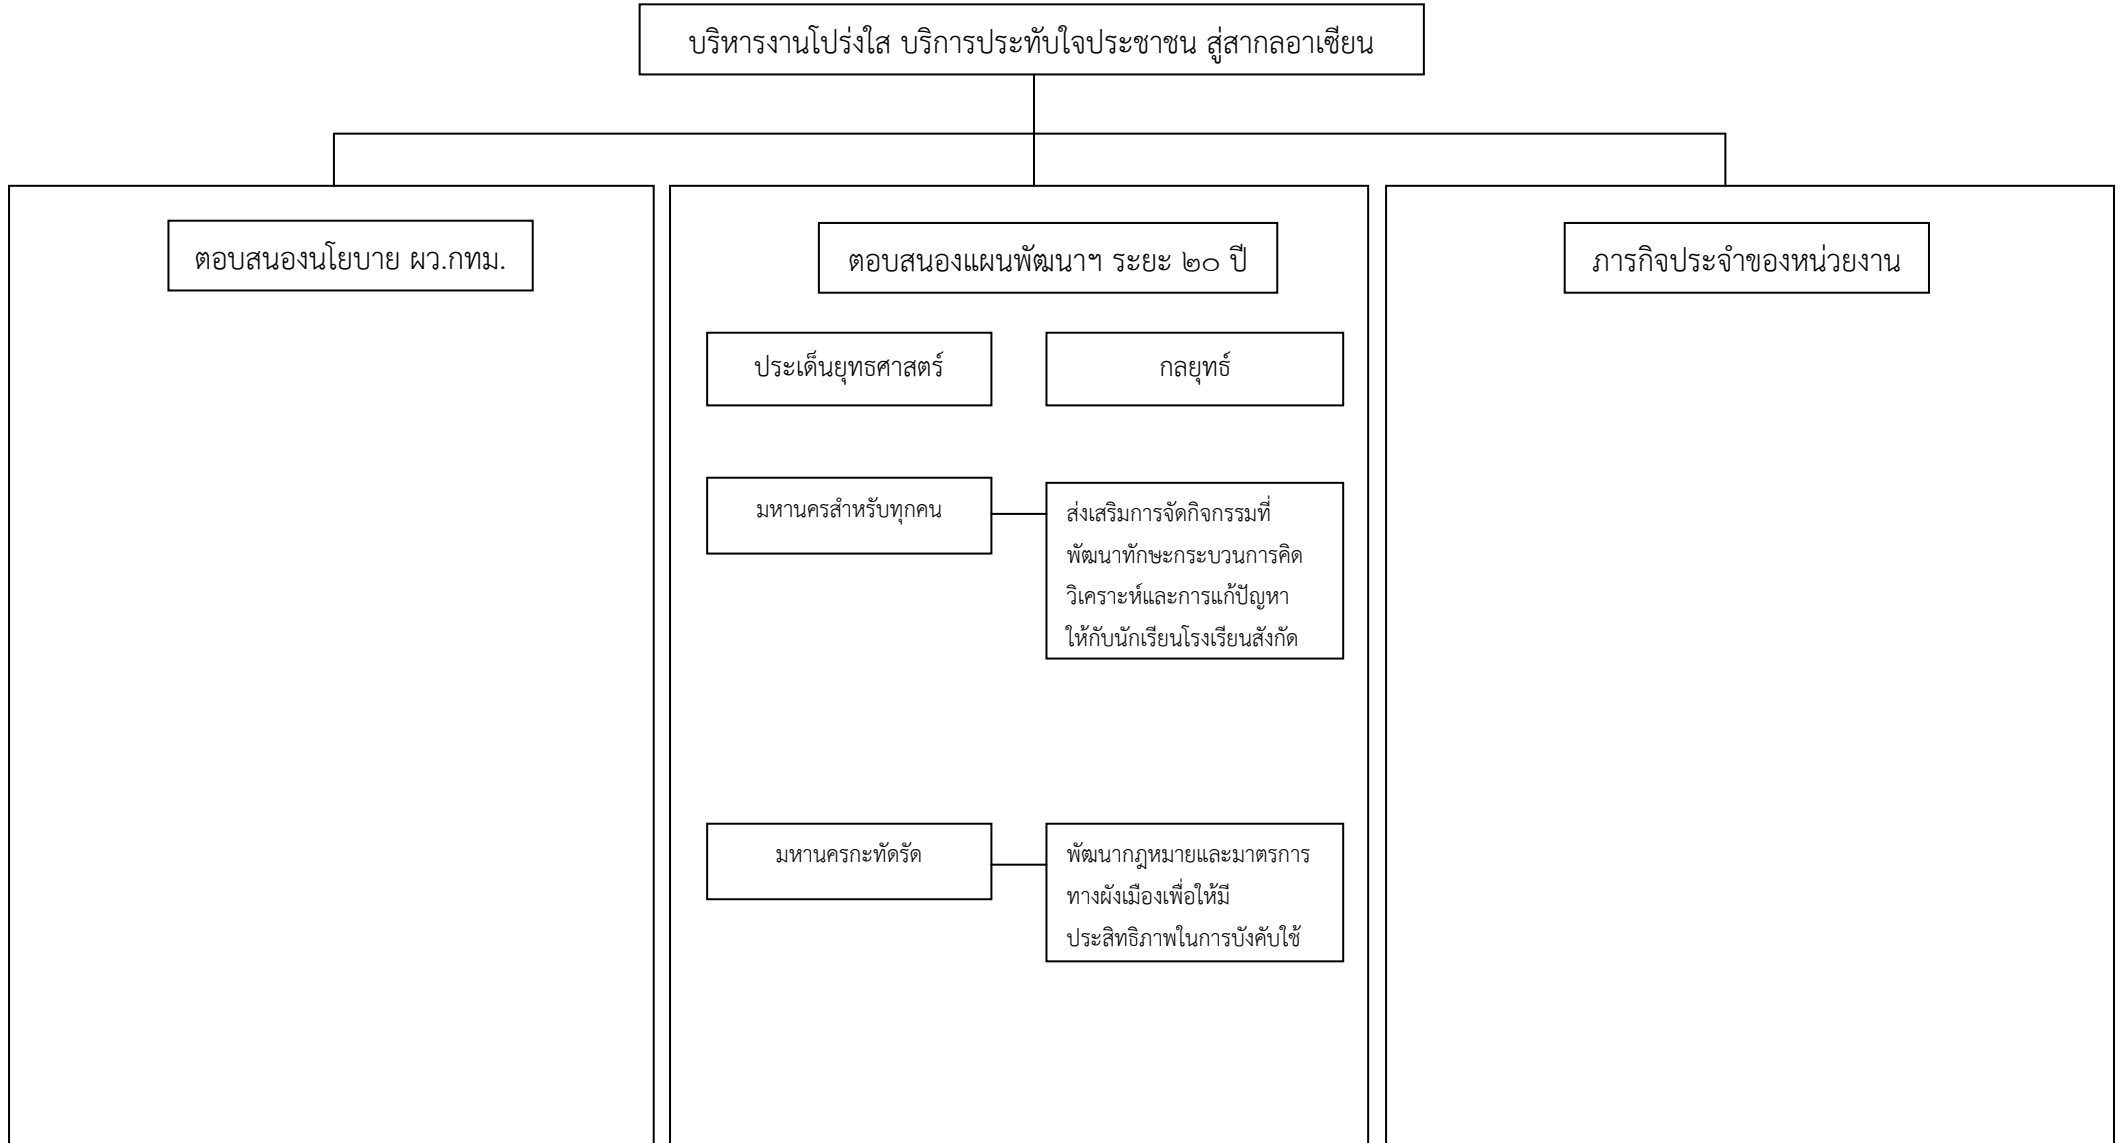 บริหารงานโปร่งใส บริการประทับใจประชาชน สู่สากลอาเซียน
ตอบสนองนโยบาย ผว.กทม.
ตอบสนองแผนพัฒนาฯ ระยะ ๒๐ ปี
ภารกิจประจำของหน่วยงาน
ประเด็นยุทธศาสตร์
กลยุทธ์
มหานครสำหรับทุกคน
ส่งเสริมการจัดกิจกรรมที่
พัฒนาทักษะกระบวนการคิด
วิเคราะห์และการแก้ปัญหา
ให้กับนักเรียนโรงเรียนสังกัด
มหานครกะทัดรัด
พัฒนากฎหมายและมาตรการ
ทางผังเมืองเพื่อให้มี
ประสิทธิภาพในการบังคับใช้